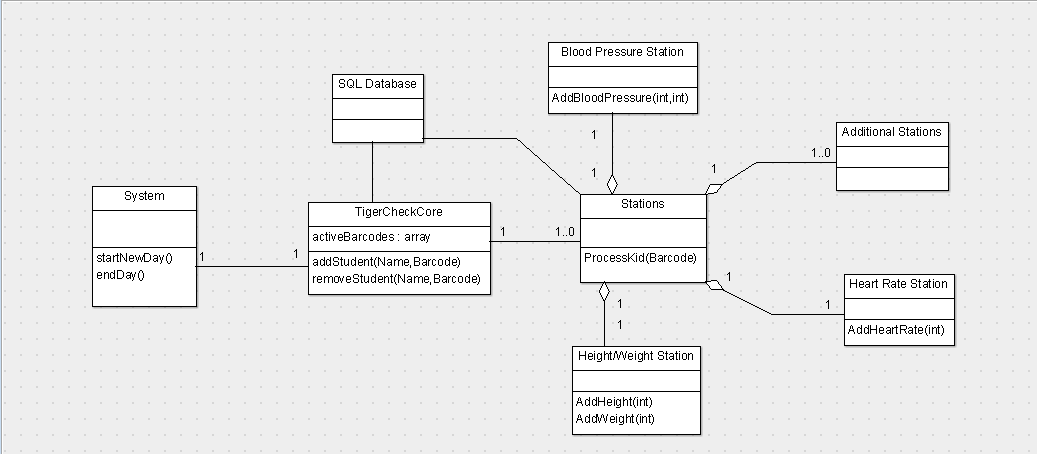 Blood Pressure Station
AddBloodPressure(int,int)
SQL Database
Additional Stations
1
1..0
1
1
System
startNewDay()
endDay()
1
1
TigerCheckCore
activeBarcodes : array
addStudent(Name,Barcode)
removeStudent(Name,Barcode)
1
1..0
Stations
ProcessKid(Barcode)
1
1
Heart Rate Station
AddHeartRate(int)
1
1
Height/Weight Station
AddHeight(int)
AddWeight(int)